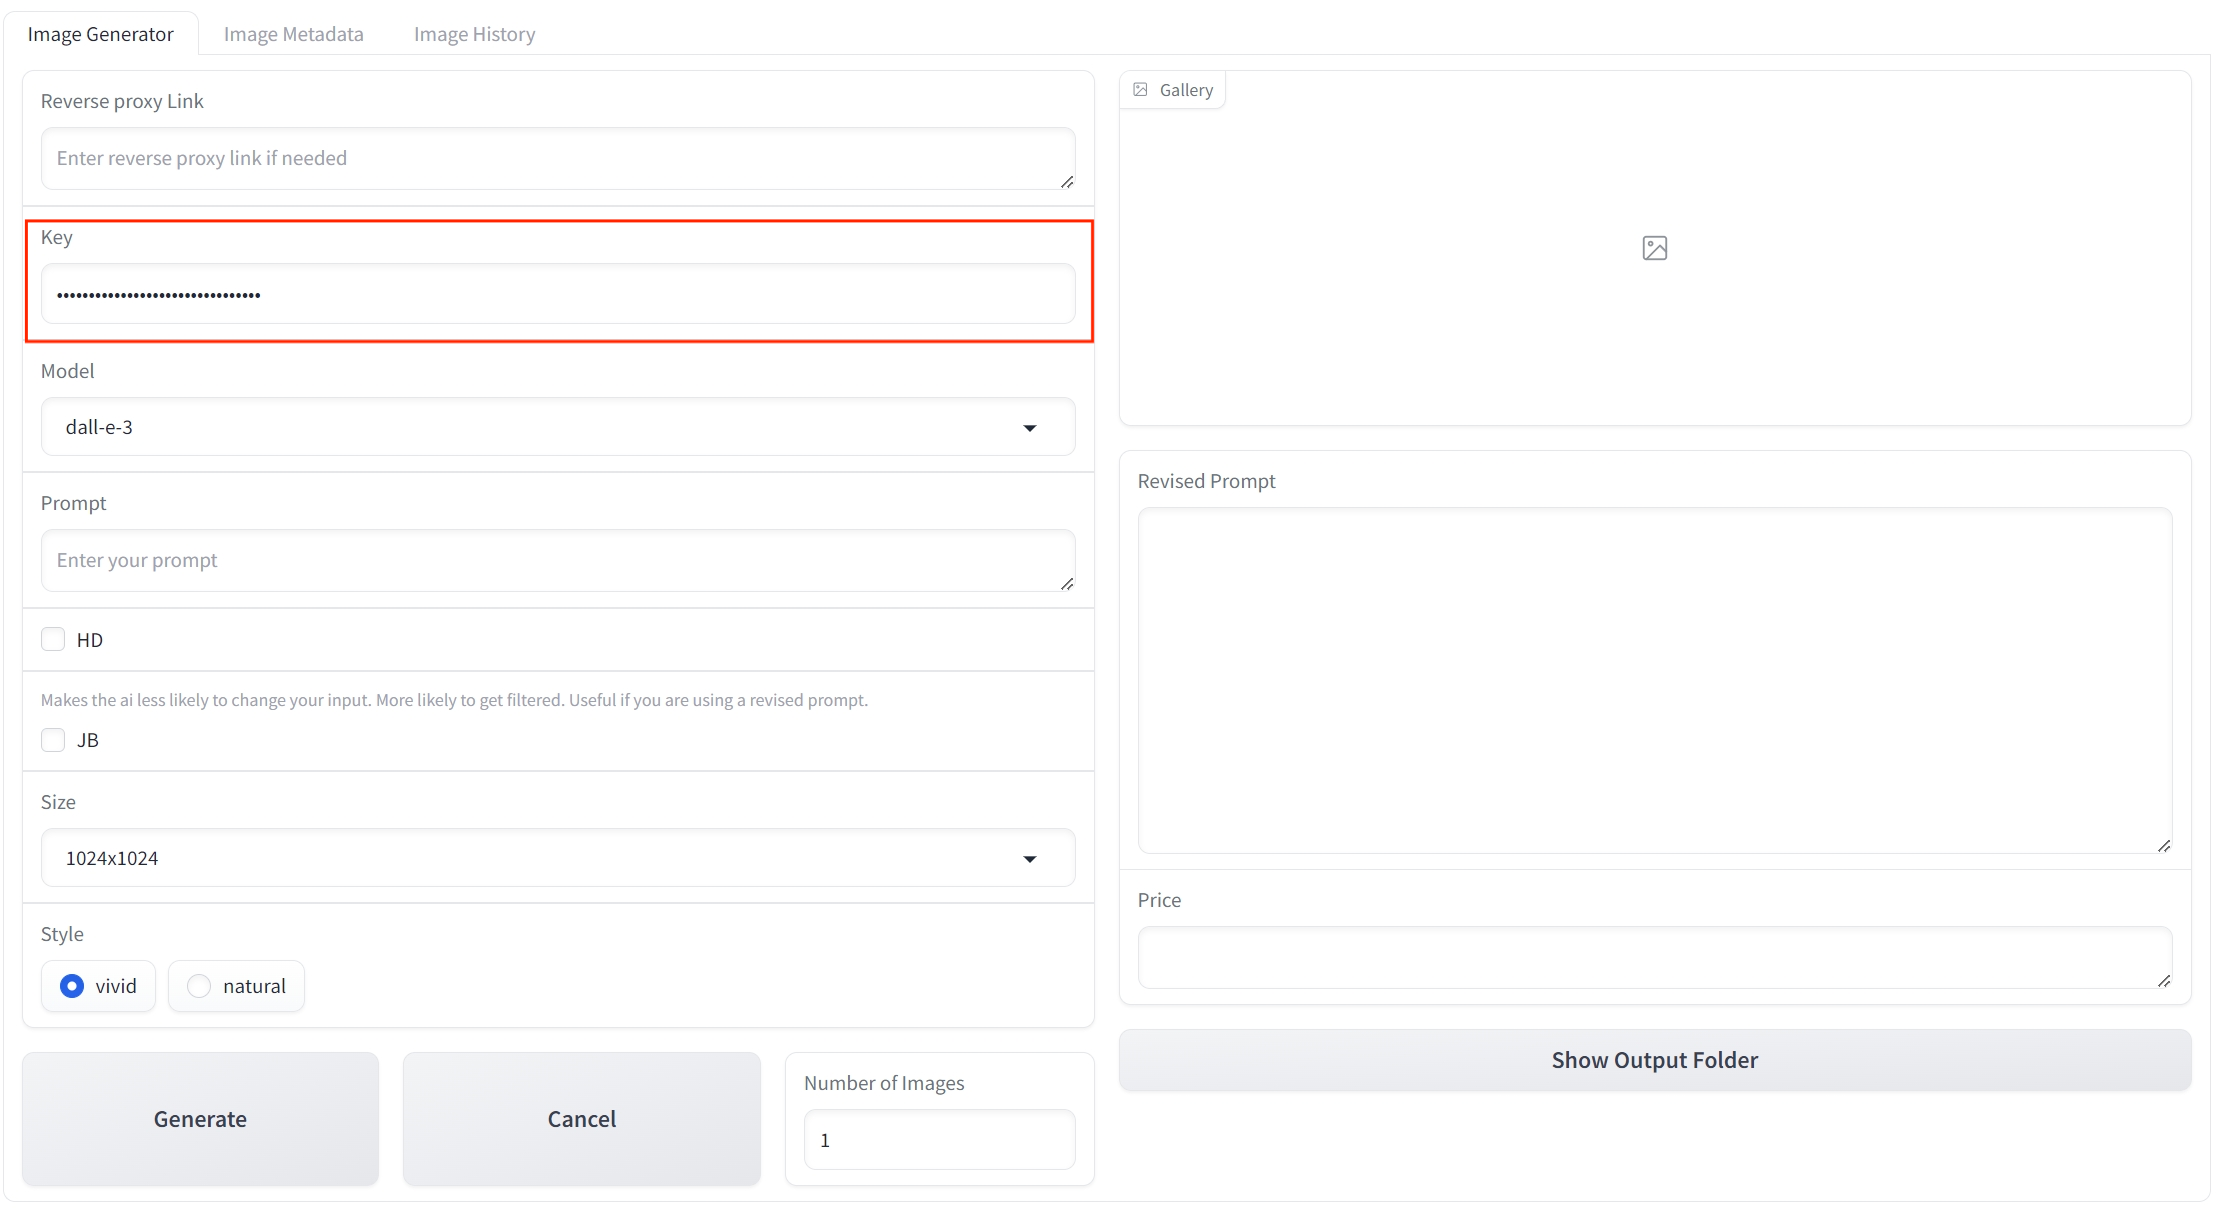 Image Generator
Image Metadata
Image History
Reverse proxy Link
Enter reverse proxy link if needed
Key
••••••••••••••••••••••••••••••••
Model
dall-e-3
Prompt
Enter your prompt
HD
Makes the ai less likely to change your input. More likely to get filtered. Useful if you are using a revised prompt.
JB
Size
1024x1024
Style
vivid
natural
Generate
Cancel
Number of Images
1
Gallery
Revised Prompt
Price
Show Output Folder